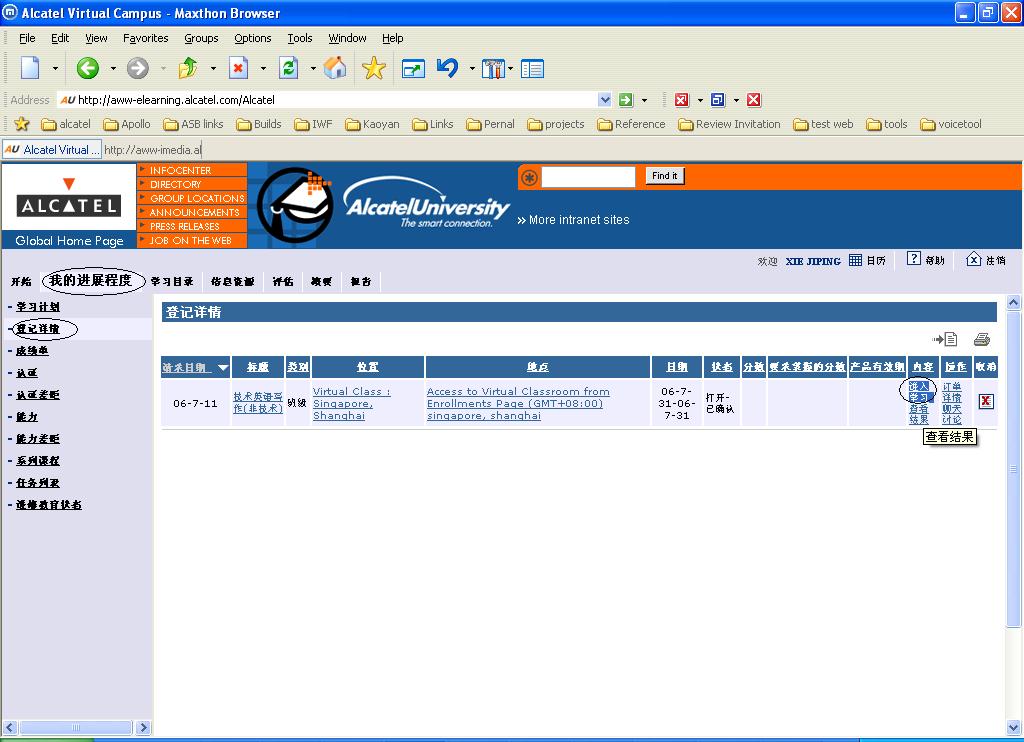 Alcatel Virtual Campus - Maxthon Browser
File Edit View Favorites Groups Options Tools Window Help
Address AU http://aww-elearning.alcatel.com/Alcatel
alcatel Apollo ASB links Builds IWF Kaoyan Links Pernal projects Reference Review Invitation test web tools voicetool
AU Alcatel Virtual ... http://aww-imedia.al
ALCATEL
Global Home Page
INFOCENTER
DIRECTORY
GROUP LOCATIONS
ANNOUNCEMENTS
PRESS RELEASES
JOB ON THE WEB
AlcatelUniversity
The smart connection.
Find it
» More intranet sites
欢迎 XIE JIPING 日历 ? 帮助 注销
开始 我的进展程度 学习目录 信息资源 评估 摘要 报告
- 学习计划
- 登记详情
- 成绩单
- 认证
- 认证差距
- 能力
- 能力差距
- 系列课程
- 任务列表
- 进修教育状态
登记详情
请求日期 标题 类别 位置 地点 日期 状态 分数 要求掌握的分数 产品有效期 内容 操作 取消
06-7-11
技术英语写
作(非技术)
班级
Virtual Class :
Singapore,
Shanghai
Access to Virtual Classroom from
Enrollments Page (GMT+08:00)
singapore, shanghai
06-7-
31-06-
7-31
打开-
已确认
进入
学习
查看
结果
订单
详情
聊天
讨论
X
查看结果